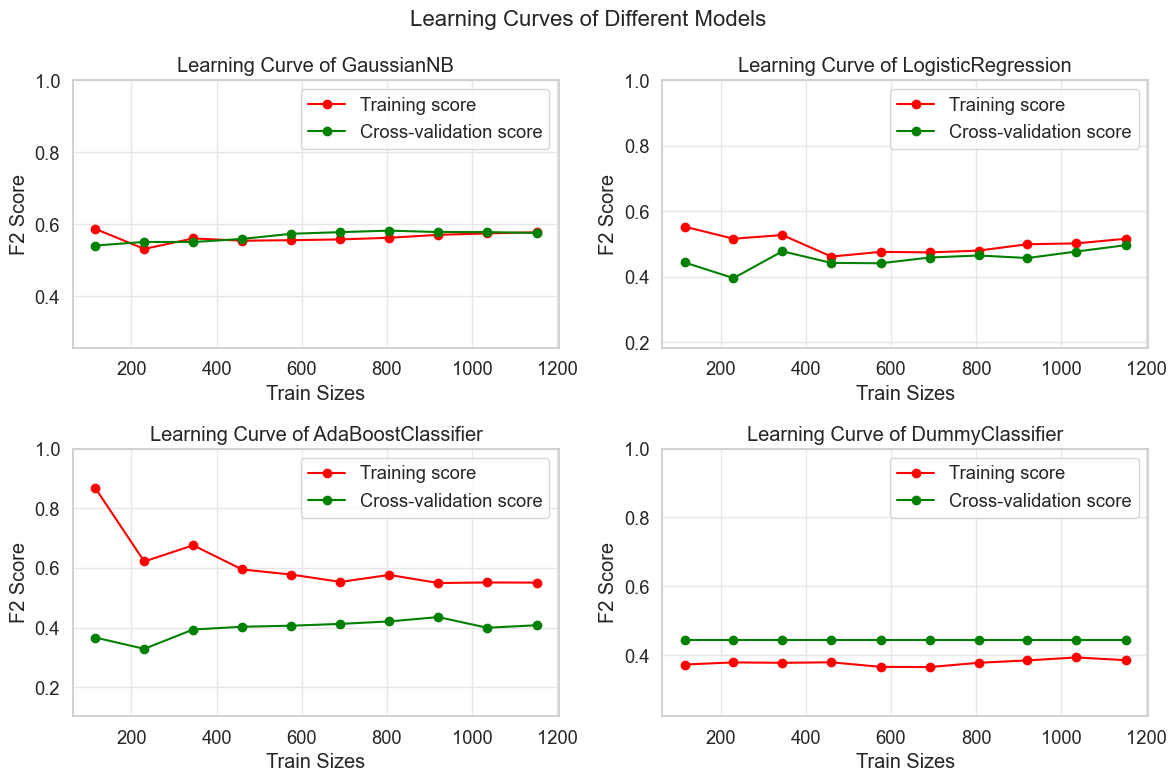 Learning Curves of Different Models
Learning Curve of GaussianNB
1.0
0.8
0.6
0.4
F2 Score
Training score
Cross-validation score
200 400 600 800 1000 1200
Train Sizes
Learning Curve of LogisticRegression
1.0
0.8
0.6
0.4
0.2
F2 Score
Training score
Cross-validation score
200 400 600 800 1000 1200
Train Sizes
Learning Curve of AdaBoostClassifier
1.0
0.8
0.6
0.4
0.2
F2 Score
Training score
Cross-validation score
200 400 600 800 1000 1200
Train Sizes
Learning Curve of DummyClassifier
1.0
0.8
0.6
0.4
F2 Score
Training score
Cross-validation score
200 400 600 800 1000 1200
Train Sizes